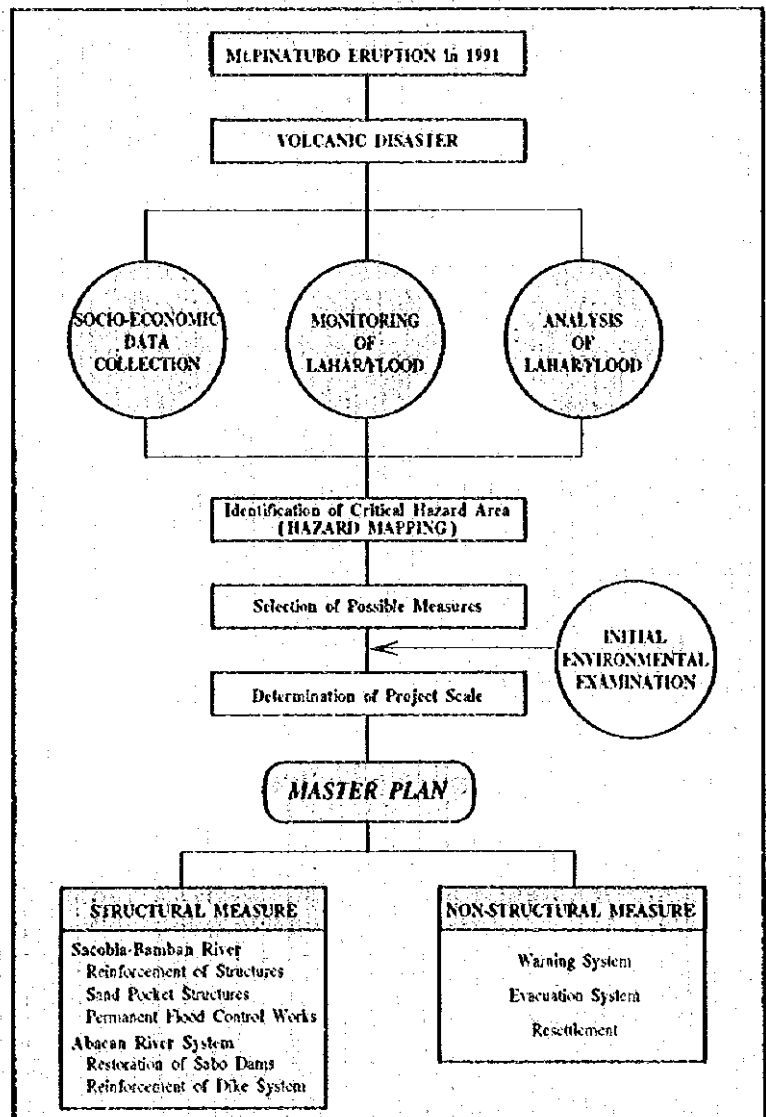 Mt.PINATUBO ERUPTION in 1991
VOLCANIC DISASTER
SOCIO-ECONOMIC
DATA
COLLECTION
MONITORING
OF
LAHAR/FLOOD
ANALYSIS
OF
LAHAR/FLOOD
Identification of Critical Hazard Area
(HAZARD MAPPING)
Selection of Possible Measures
INITIAL
ENVIRONMENTAL
EXAMINATION
Determination of Project Scale
MASTER PLAN
STRUCTURAL MEASURE
Sacobia-Bamban River
Reinforcement of Structures
Sand Pocket Structures
Permanent Flood Control Works
Abacan River System
Restoration of Sabo Dams
Reinforcement of Dike System
NON-STRUCTURAL MEASURE
Warning System
Evacuation System
Resettlement